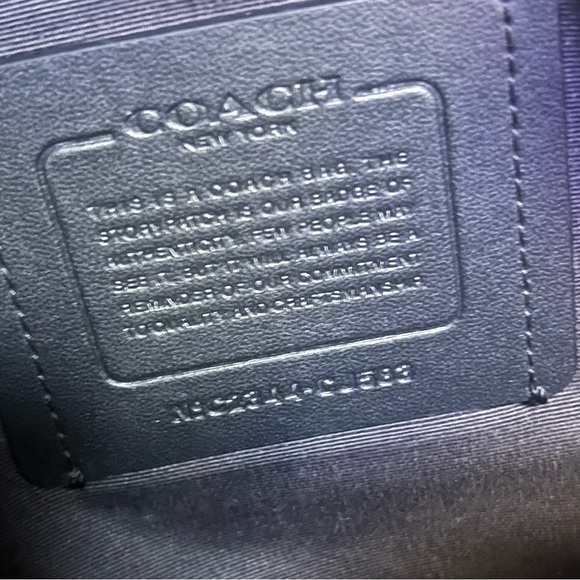 COACH
NEW YORK
THIS IS A COACH BAG. THE
STORY PATCH IS OUR BADGE OF
AUTHENTICITY. FEW PEOPLE MAY
SEE IT, BUT IT WILL ALWAYS BE A
REMINDER OF OUR COMMITMENT
TO QUALITY AND CRAFTSMANSHIP.